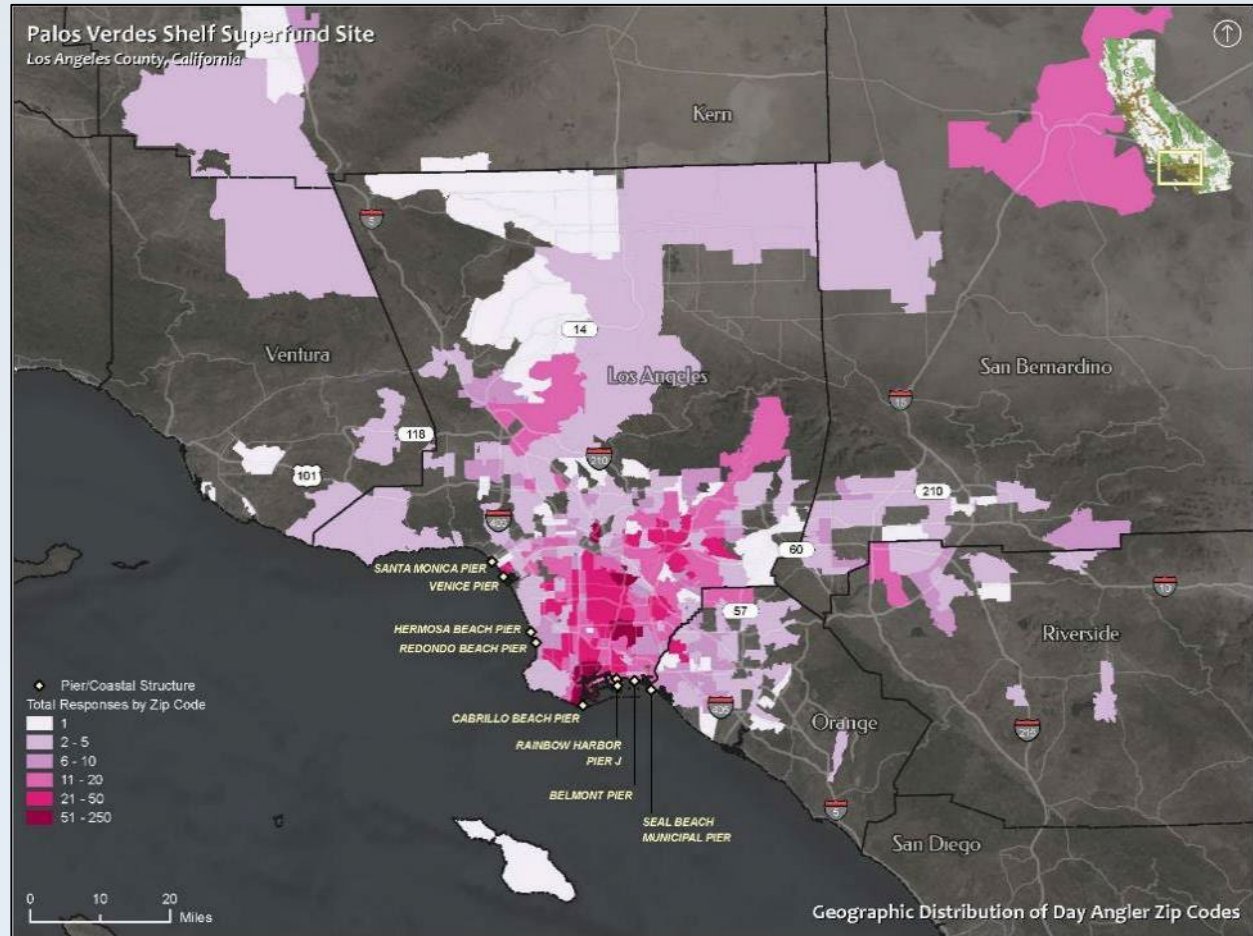 Palos Verdes Shelf Superfund Site
Los Angeles County, California
Kern
5
Ventura
14
Los Angeles
San Bernardino
15
118
101
210
210
405
60
SANTA MONICA PIER
VENICE PIER
57
10
HERMOSA BEACH PIER
REDONDO BEACH PIER
Riverside
Pier/Coastal Structure
Total Responses by Zip Code
1
2 - 5
6 - 10
11 - 20
21 - 50
51 - 250
CABRILLO BEACH PIER
405
Orange
215
RAINBOW HARBOR
PIER J
BELMONT PIER
5
SEAL BEACH
MUNICIPAL PIER
San Diego
0 10 20
Miles
Geographic Distribution of Day Angler Zip Codes